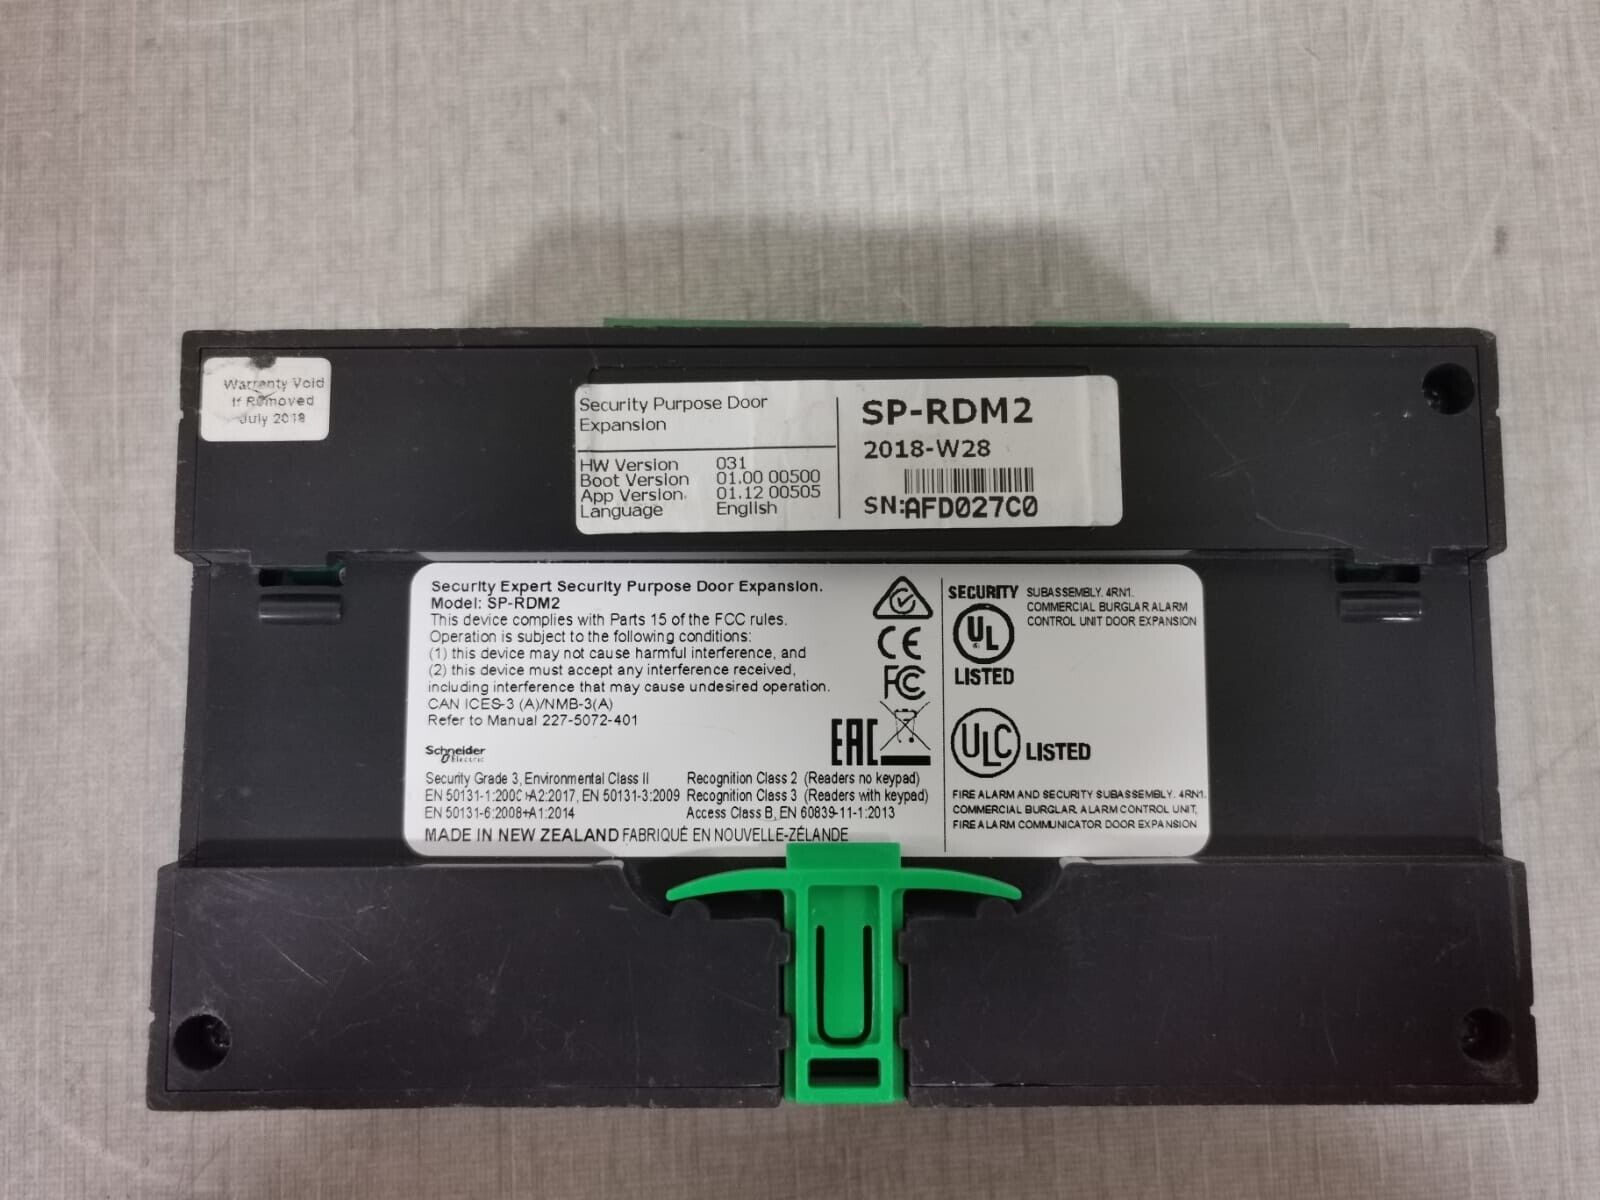 Warranty Void
If Removed
July 2018
Security Purpose Door
Expansion
HW Version 031
Boot Version 01.00 00500
App Version 01.12 00505
Language English
SP-RDM2
2018-W28
SN:AFD027C0
Security Expert Security Purpose Door Expansion.
Model: SP-RDM2
This device complies with Parts 15 of the FCC rules.
Operation is subject to the following conditions:
(1) this device may not cause harmful interference, and
(2) this device must accept any interference received,
including interference that may cause undesired operation.
CAN ICES-3 (A)/NMB-3(A)
Refer to Manual 227-5072-401
Schneider
Electric
Security Grade 3, Environmental Class II
EN 50131-1:2006+A2:2017, EN 50131-3:2009
EN 50131-6:2008+A1:2014
Recognition Class 2 (Readers no keypad)
Recognition Class 3 (Readers with keypad)
Access Class B, EN 60839-11-1:2013
MADE IN NEW ZEALAND FABRIQUÉ EN NOUVELLE-ZÉLANDE
CE
FC
EAC
SECURITY
UL
LISTED
SUBASSEMBLY. 4RN1.
COMMERCIAL BURGLAR ALARM
CONTROL UNIT DOOR EXPANSION
ULC LISTED
FIRE ALARM AND SECURITY SUBASSEMBLY. 4RN1.
COMMERCIAL BURGLAR ALARM CONTROL UNIT,
FIRE ALARM COMMUNICATOR DOOR EXPANSION